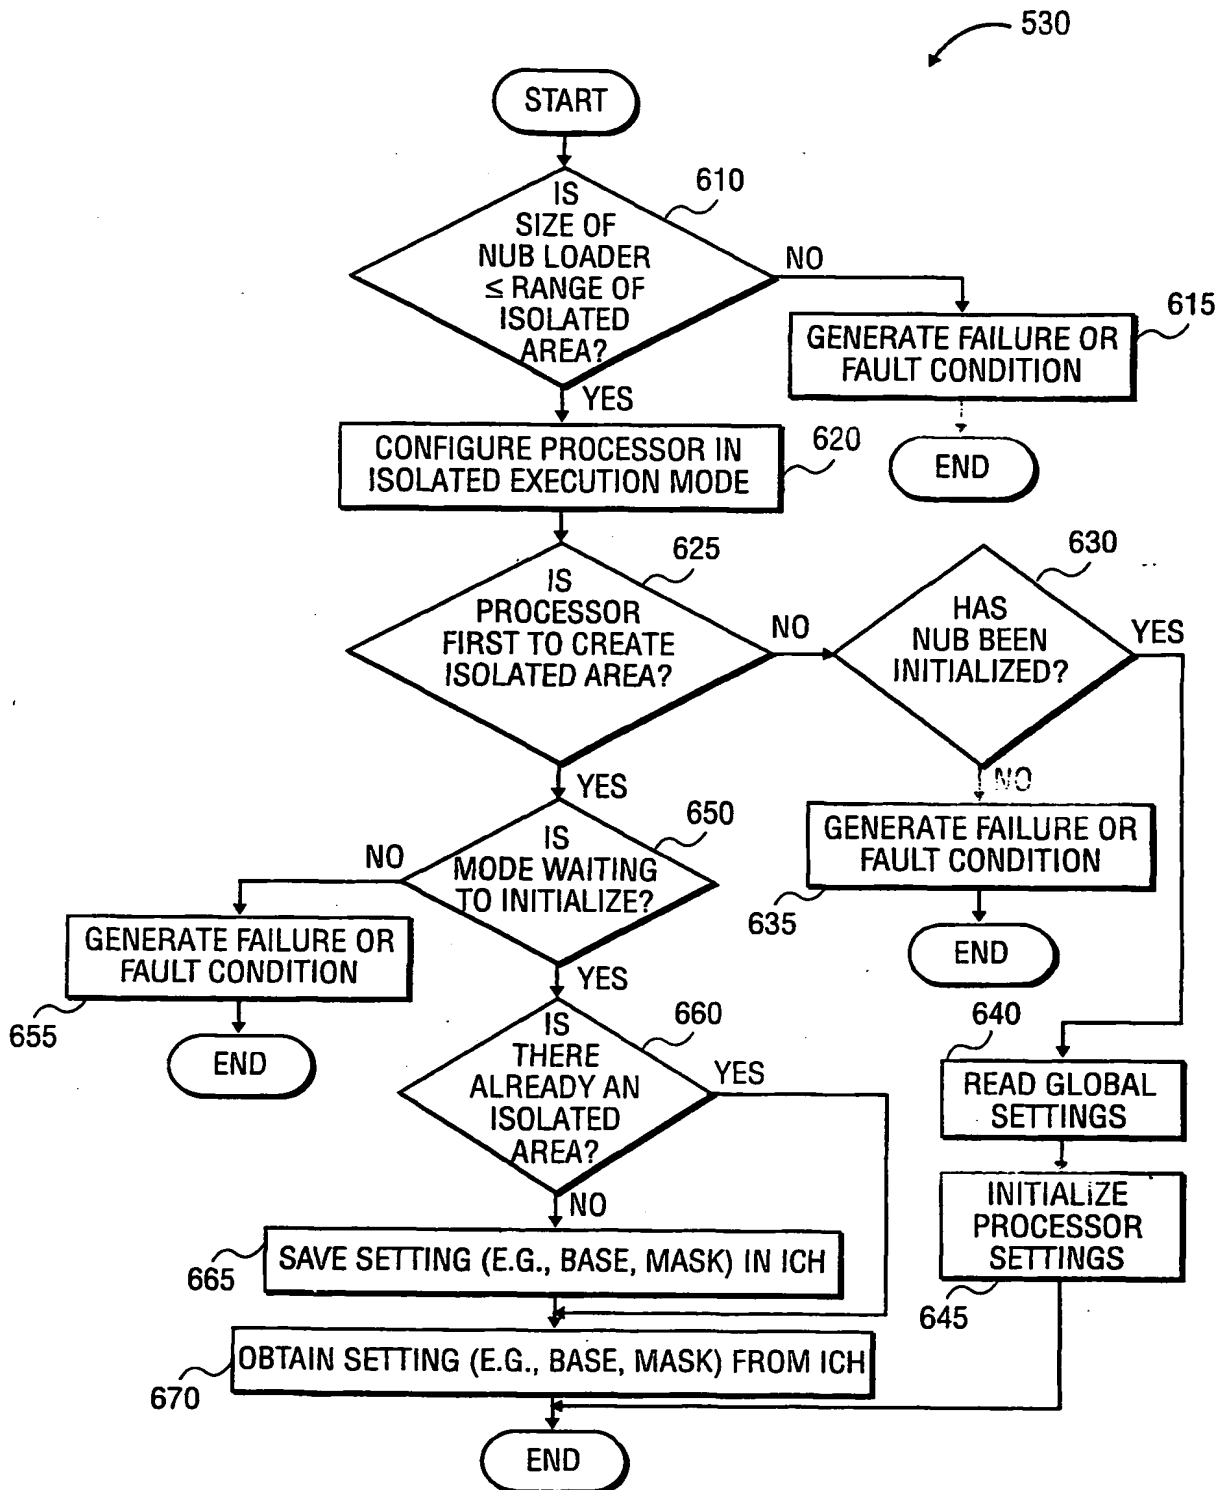 530
START
610
IS
SIZE OF
NUB LOADER
≤ RANGE OF
ISOLATED
AREA?
NO
615
GENERATE FAILURE OR
FAULT CONDITION
END
YES
CONFIGURE PROCESSOR IN
ISOLATED EXECUTION MODE
620
625
IS
PROCESSOR
FIRST TO CREATE
ISOLATED AREA?
NO
630
HAS
NUB BEEN
INITIALIZED?
YES
NO
GENERATE FAILURE OR
FAULT CONDITION
635
END
YES
650
IS
MODE WAITING
TO INITIALIZE?
NO
GENERATE FAILURE OR
FAULT CONDITION
655
END
YES
660
IS
THERE
ALREADY AN
ISOLATED
AREA?
YES
640
READ GLOBAL
SETTINGS
INITIALIZE
PROCESSOR
SETTINGS
645
NO
SAVE SETTING (E.G., BASE, MASK) IN ICH
665
OBTAIN SETTING (E.G., BASE, MASK) FROM ICH
670
END